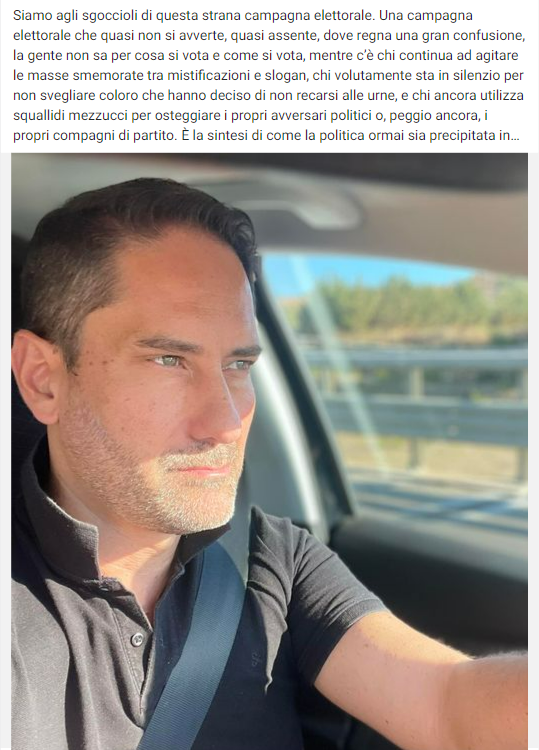 Siamo agli sgoccioli di questa strana campagna elettorale. Una campagna
elettorale che quasi non si avverte, quasi assente, dove regna una gran confusione,
la gente non sa per cosa si vota e come si vota, mentre c'è chi continua ad agitare
le masse smemorate tra mistificazioni e slogan, chi volutamente sta in silenzio per
non svegliare coloro che hanno deciso di non recarsi alle urne, e chi ancora utilizza
squallidi mezzucci per osteggiare i propri avversari politici o, peggio ancora, i
propri compagni di partito. È la sintesi di come la politica ormai sia precipitata in…